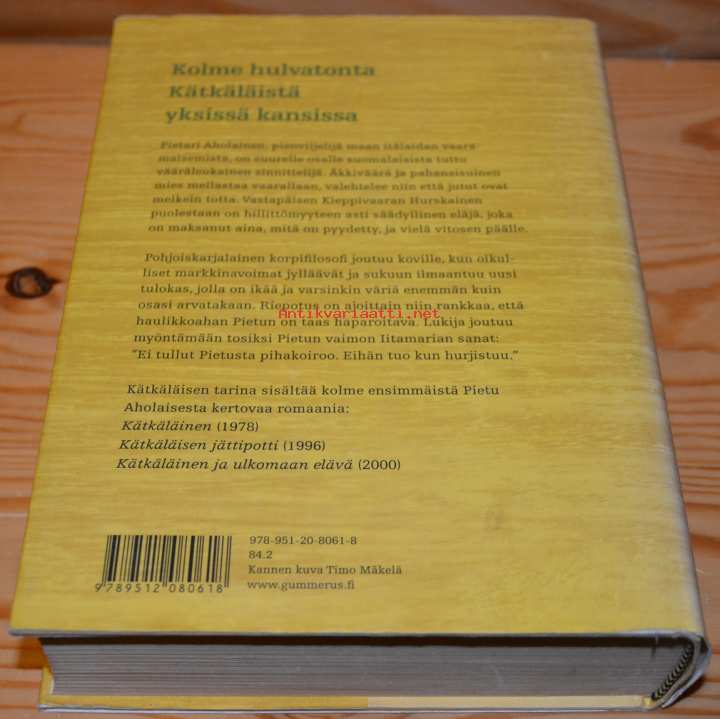 Kolme hulvatonta
Kätkäläistä
yksissä kansissa
Pietari Aholainen, pienviljelijä maan itälaidan vaara
maisemista, on suurelle osalle suomalaisista tuttu
vääräleukainen sinnittelijä. Äkkiväärä ja pahansisuinen
mies mellastaa vaarallaan, valehtelee niin että jutut ovat
melkein totta. Vastapäisen Kieppivaaran Hurskainen
puolestaan on hillittömyyteen asti säädyllinen eläjä, joka
on maksanut aina, mitä on pyydetty, ja vielä vitosen päälle.
Pohjoiskarjalainen korpifilosofi joutuu koville, kun oikul-
liset markkinavoimat jylläävät ja sukuun ilmaantuu uusi
tulokas, jolla on ikää ja varsinkin väriä enemmän kuin
osasi arvatakaan. Riepotus on ajoittain niin rankkaa, että
Antikvariaatti.net
haulikkoahan Pietun on taas haparoitava. Lukija joutuu
myöntämään tosiksi Pietun vaimon Iitamarian sanat:
"Ei tullut Pietusta pihakoiroo. Eihän tuo kun hurjistuu."
Kätkäläisen tarina sisältää kolme ensimmäistä Pietu
Aholaisesta kertovaa romaania:
Kätkäläinen (1978)
Kätkäläisen jättipotti (1996)
Kätkäläinen ja ulkomaan elävä (2000)
978-951-20-8061-8
84.2
Kannen kuva Timo Mäkelä
www.gummerus.fi
9 789512 080618